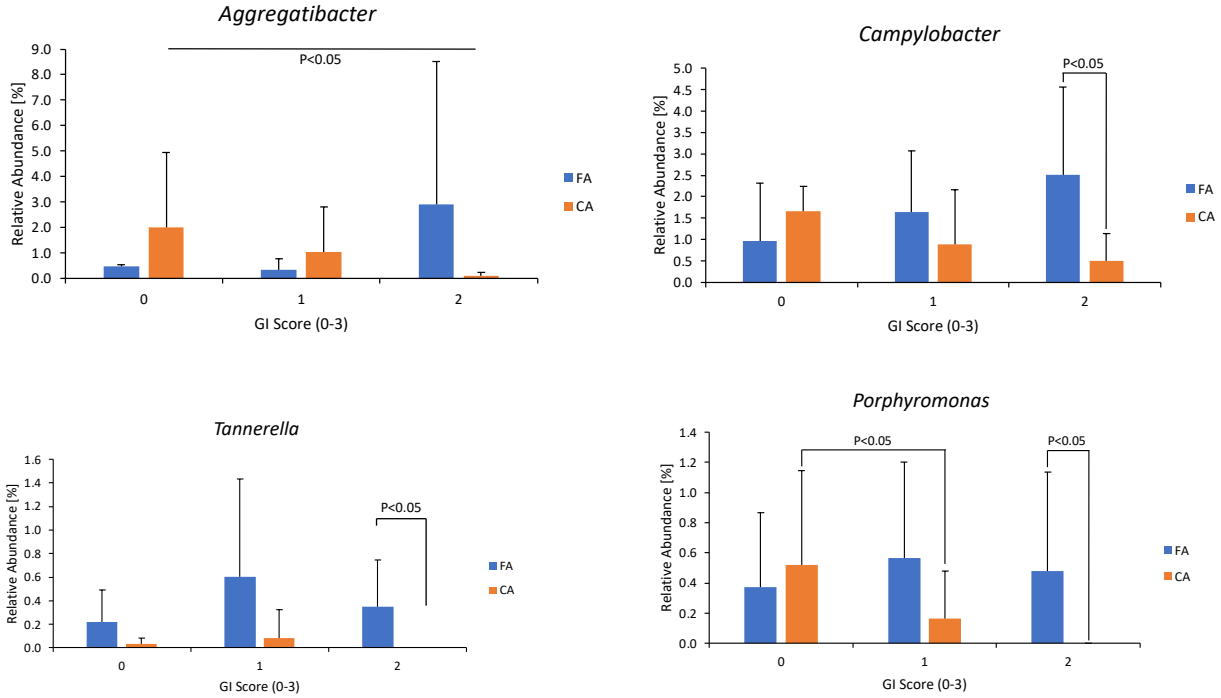 Aggregatibacter
9.0
8.0
7.0
6.0
5.0
4.0
3.0
2.0
1.0
0.0
Relative Abundance [%]
P<0.05
0 1 2
GI Score (0-3)
FA
CA
Campylobacter
5.0
4.5
4.0
3.5
3.0
2.5
2.0
1.5
1.0
0.5
0.0
Relative Abundance [%]
P<0.05
0 1 2
GI Score (0-3)
FA
CA
Tannerella
1.6
1.4
1.2
1.0
0.8
0.6
0.4
0.2
0.0
Relative Abundance [%]
P<0.05
0 1 2
GI Score (0-3)
FA
CA
Porphyromonas
1.4
1.2
1.0
0.8
0.6
0.4
0.2
0.0
Relative Abundance [%]
P<0.05
P<0.05
0 1 2
GI Score (0-3)
FA
CA